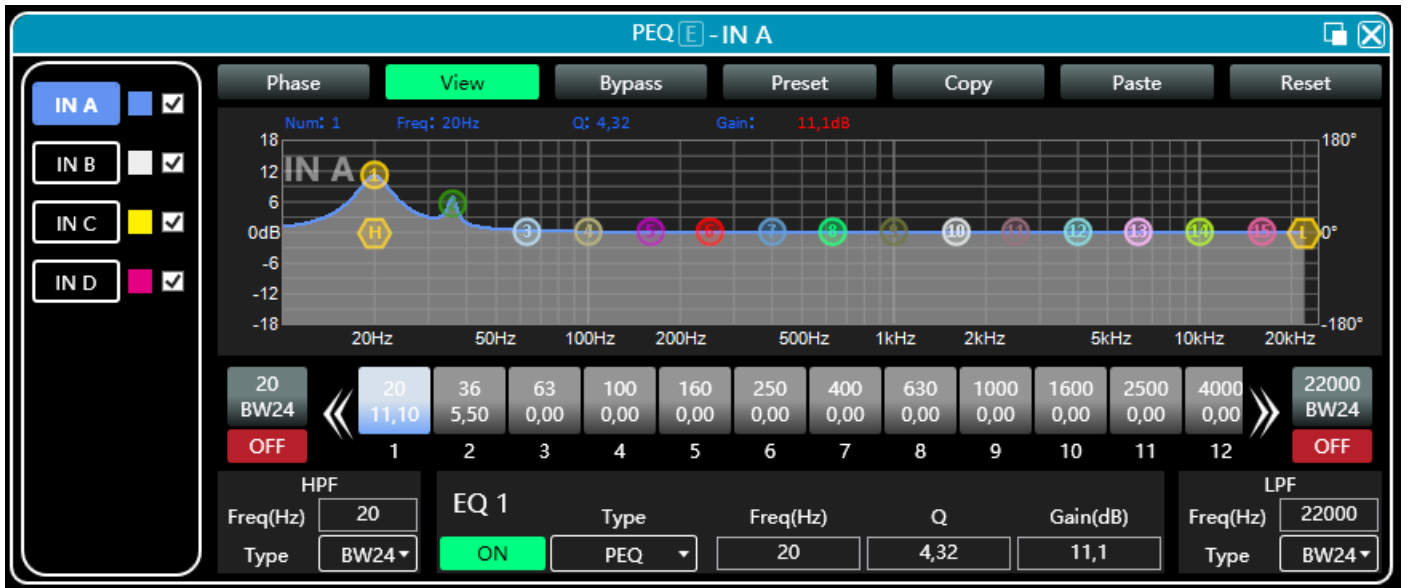 PEQ E - IN A
IN A
IN B
IN C
IN D
Phase View Bypass Preset Copy Paste Reset
Num: 1 Freq: 20Hz Q: 4,32 Gain: 11,1dB
IN A
18
12
6
0dB
-6
-12
-18
180°
0°
-180°
1 H 3 4 5 6 7 8 9 10 11 12 13 14 15 L
20Hz 50Hz 100Hz 200Hz 500Hz 1kHz 2kHz 5kHz 10kHz 20kHz
20 20 36 63 100 160 250 400 630 1000 1600 2500 4000 22000
BW24 11,10 5,50 0,00 0,00 0,00 0,00 0,00 0,00 0,00 0,00 0,00 0,00 BW24
OFF 1 2 3 4 5 6 7 8 9 10 11 12 OFF
HPF
Freq(Hz) 20
Type BW24
EQ 1 Type Freq(Hz) Q Gain(dB)
ON PEQ 20 4,32 11,1
LPF
Freq(Hz) 22000
Type BW24